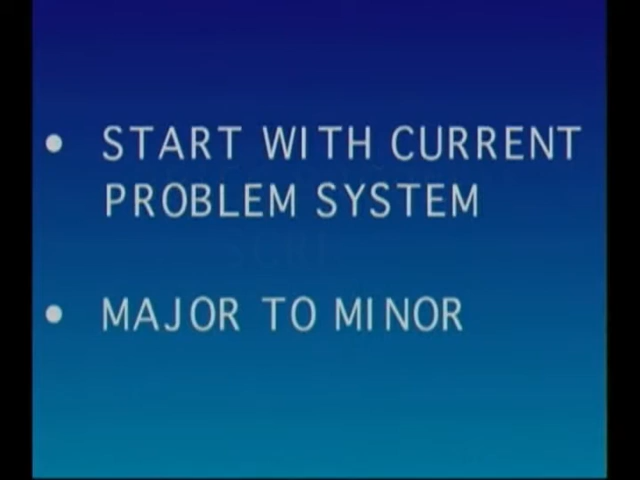 • START WITH CURRENT
PROBLEM SYSTEM
• MAJOR TO MINOR